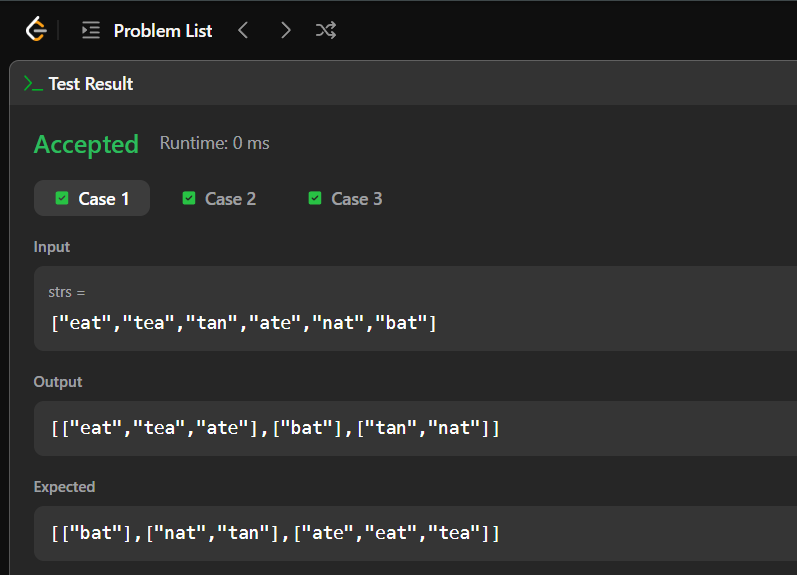 Problem List
Test Result
Accepted Runtime: 0 ms
Case 1 Case 2 Case 3
Input
strs =
["eat","tea","tan","ate","nat","bat"]
Output
[["eat","tea","ate"],["bat"],["tan","nat"]]
Expected
[["bat"],["nat","tan"],["ate","eat","tea"]]